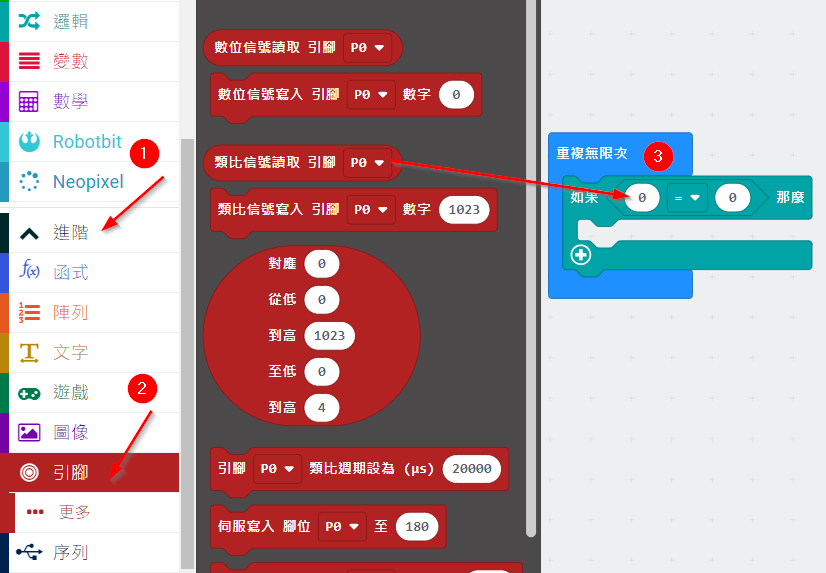 邏輯
變數
數學
Robotbit
1
Neopixel
進階
函式
陣列
文字
遊戲
2
圖像
引腳
更多
序列
數位信號讀取 引腳 P0
數位信號寫入 引腳 P0 數字 0
類比信號讀取 引腳 P0
類比信號寫入 引腳 P0 數字 1023
對應 0
從低 0
到高 1023
至低 0
到高 4
引腳 P0 類比週期設為 (µs) 20000
伺服寫入 腳位 P0 至 180
重複無限次 3
如果 0 = 0 那麼